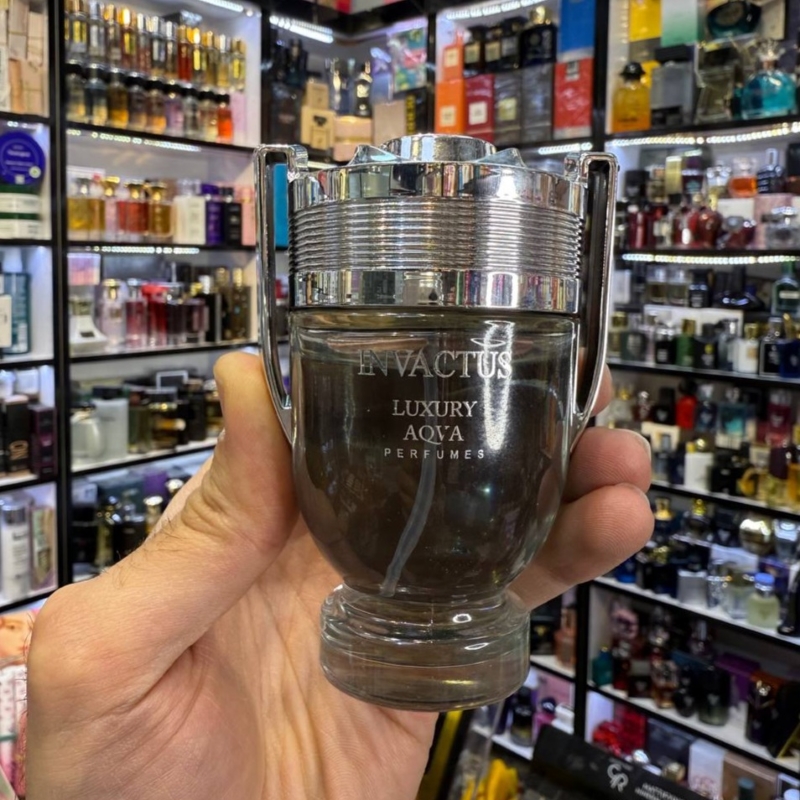 INVACTUS
LUXURY
AQVA
PERFUMES